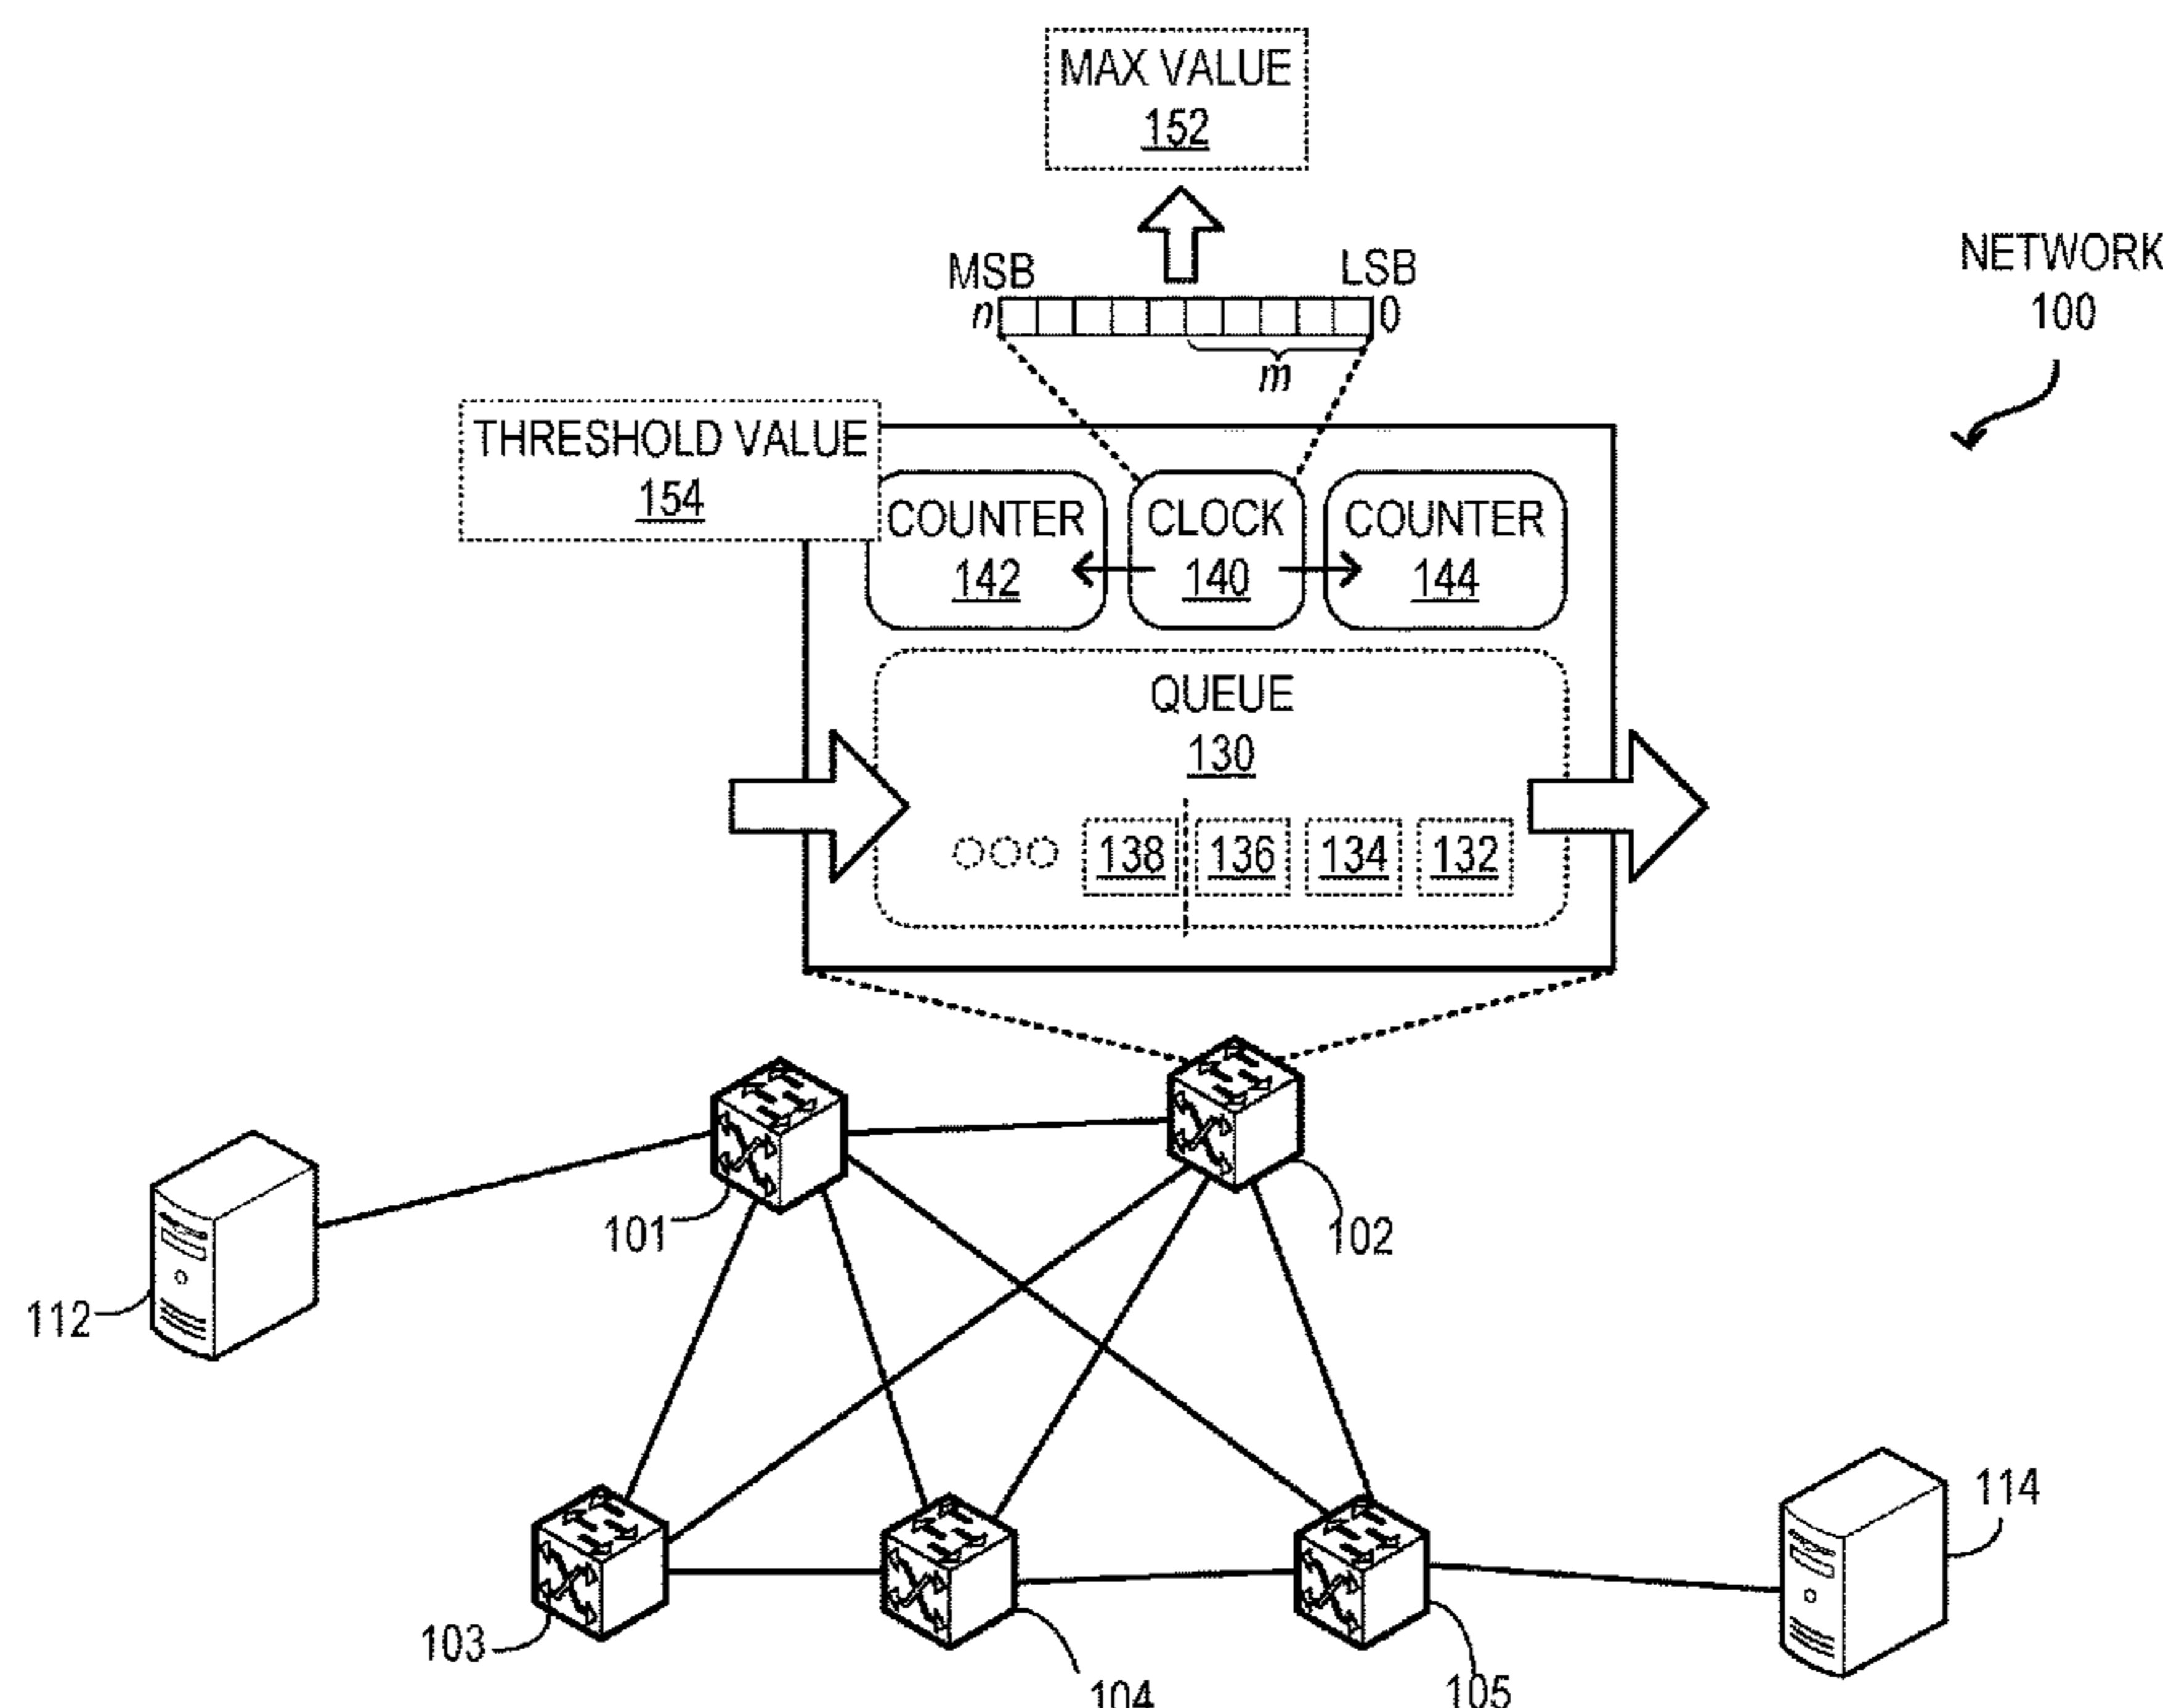 MAX VALUE
152
NETWORK
100
MSB LSB
n 0
m
THRESHOLD VALUE
154
COUNTER CLOCK COUNTER
142 140 144
QUEUE
130
138 136 134 132
101 102
112
114
103
104 105